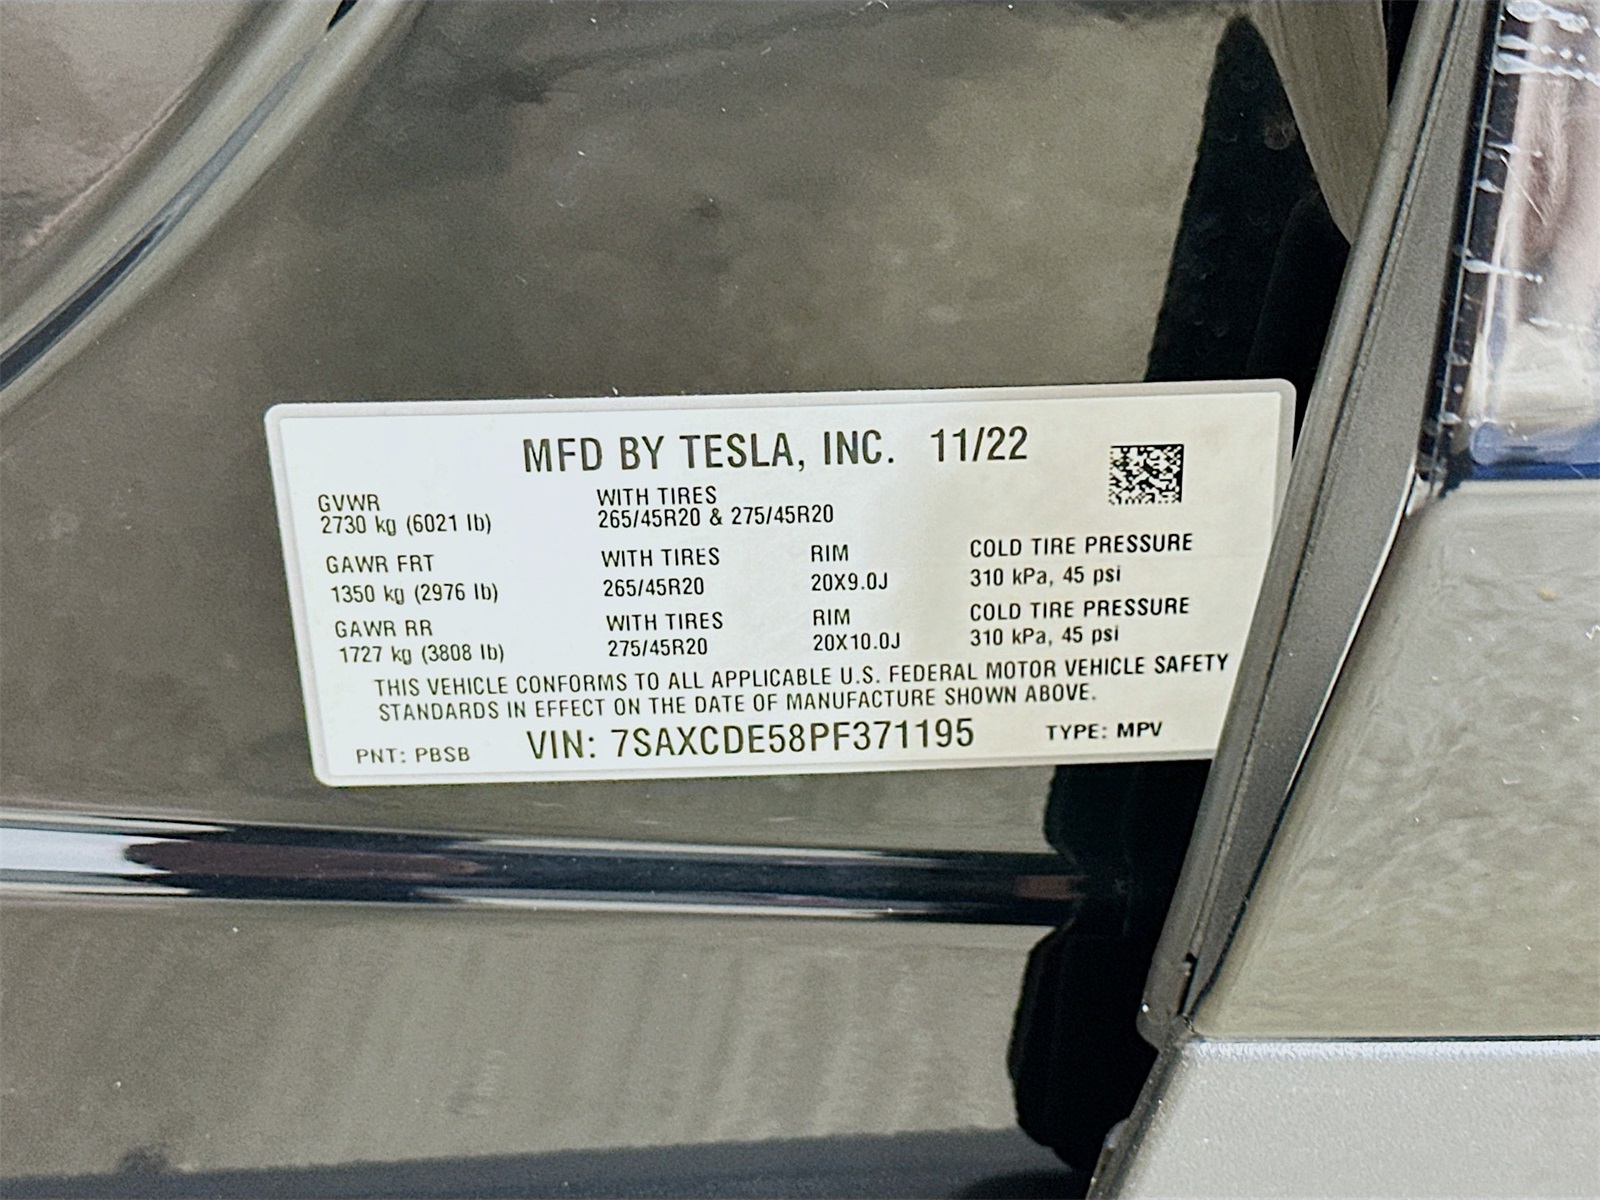 MFD BY TESLA, INC. 11/22
GVWR WITH TIRES
2730 kg (6021 lb) 265/45R20 & 275/45R20
GAWR FRT WITH TIRES RIM COLD TIRE PRESSURE
1350 kg (2976 lb) 265/45R20 20X9.0J 310 kPa, 45 psi
GAWR RR WITH TIRES RIM COLD TIRE PRESSURE
1727 kg (3808 lb) 275/45R20 20X10.0J 310 kPa, 45 psi
THIS VEHICLE CONFORMS TO ALL APPLICABLE U.S. FEDERAL MOTOR VEHICLE SAFETY
STANDARDS IN EFFECT ON THE DATE OF MANUFACTURE SHOWN ABOVE.
PNT: PBSB VIN: 7SAXCDE58PF371195 TYPE: MPV